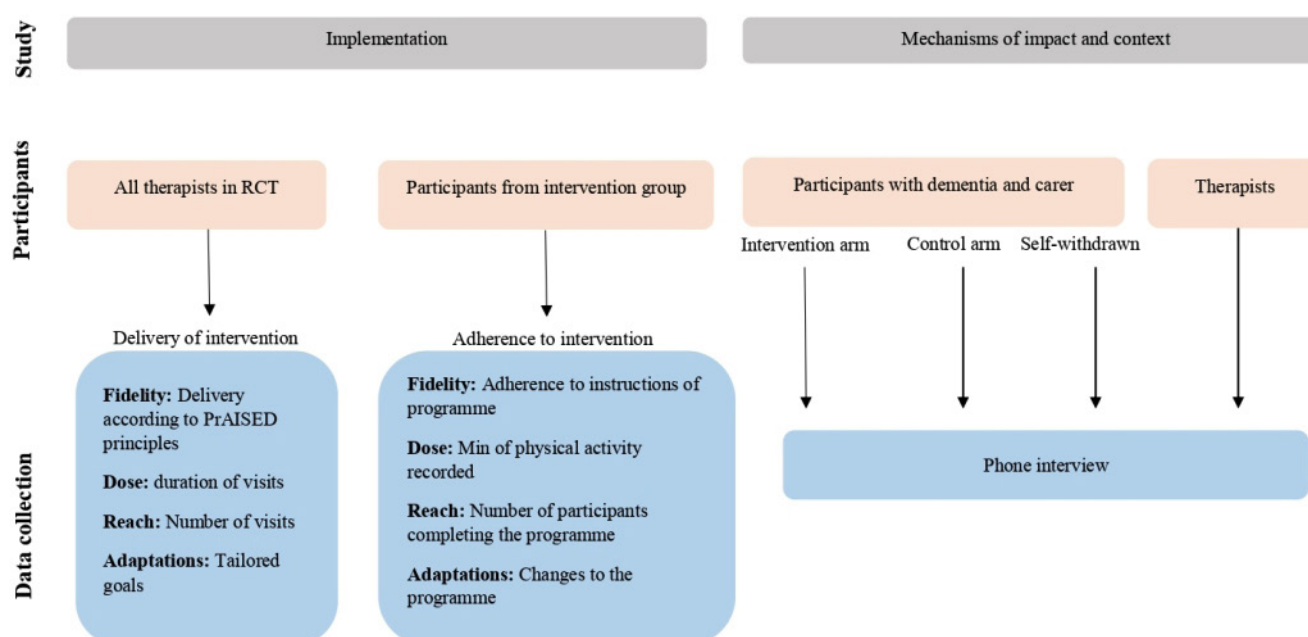 Study
Implementation
Mechanisms of impact and context
Participants
All therapists in RCT
Participants from intervention group
Participants with dementia and carer
Therapists
Intervention arm
Control arm
Self-withdrawn
Data collection
Delivery of intervention
Fidelity: Delivery
according to PrAISED
principles
Dose: duration of visits
Reach: Number of visits
Adaptations: Tailored
goals
Adherence to intervention
Fidelity: Adherence to instructions of
programme
Dose: Min of physical activity
recorded
Reach: Number of participants
completing the programme
Adaptations: Changes to the
programme
Phone interview